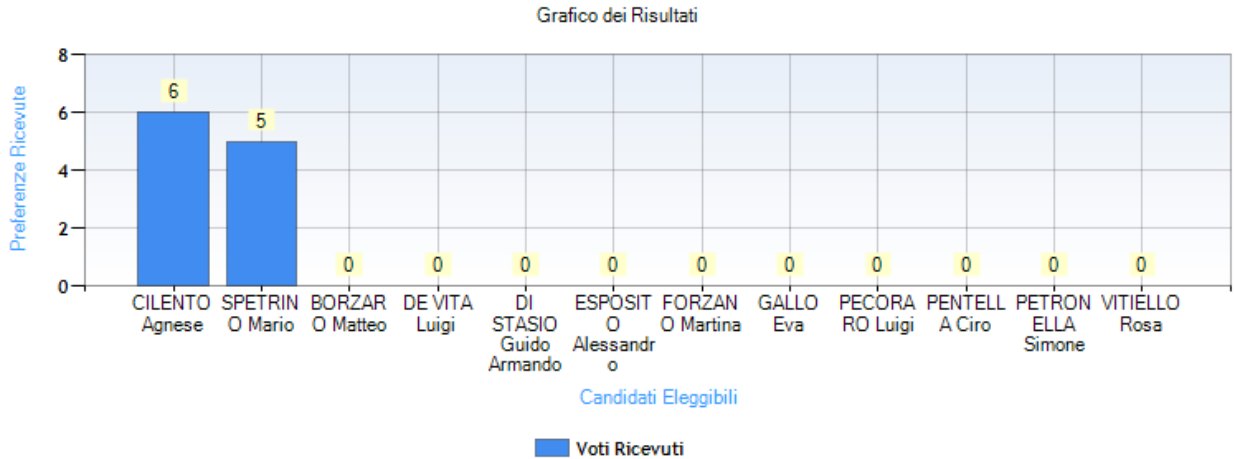 Grafico dei Risultati
Preferenze Ricevute
8
6
4
2
0
6
5
0
0
0
0
0
0
0
0
0
0
CILENTO
Agnese
SPETRIN
O Mario
BORZAR
O Matteo
DE VITA
Luigi
DI
STASIO
Guido
Armando
ESPOSIT
O
Alessandr
o
FORZAN
O Martina
GALLO
Eva
PECORA
RO Luigi
PENTELL
A Ciro
PETRON
ELLA
Simone
VITIELLO
Rosa
Candidati Eleggibili
Voti Ricevuti